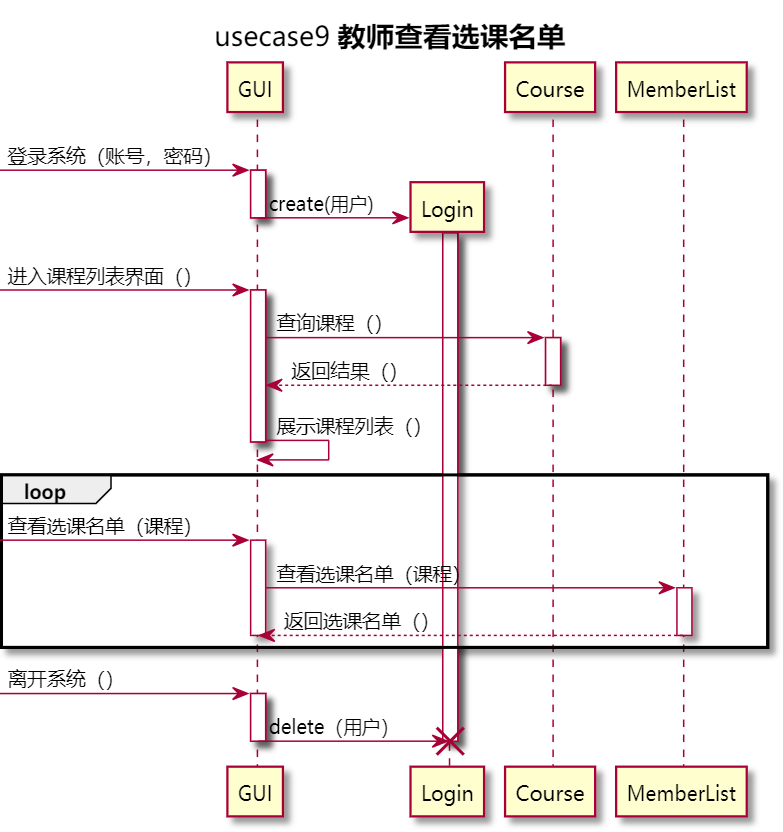 usecase9 教师查看选课名单
GUI Course MemberList
登录系统（账号，密码）
create(用户)
Login
进入课程列表界面（）
查询课程（）
返回结果（）
展示课程列表（）
loop
查看选课名单（课程）
查看选课名单（课程）
返回选课名单（）
离开系统（）
delete（用户）
GUI Login Course MemberList